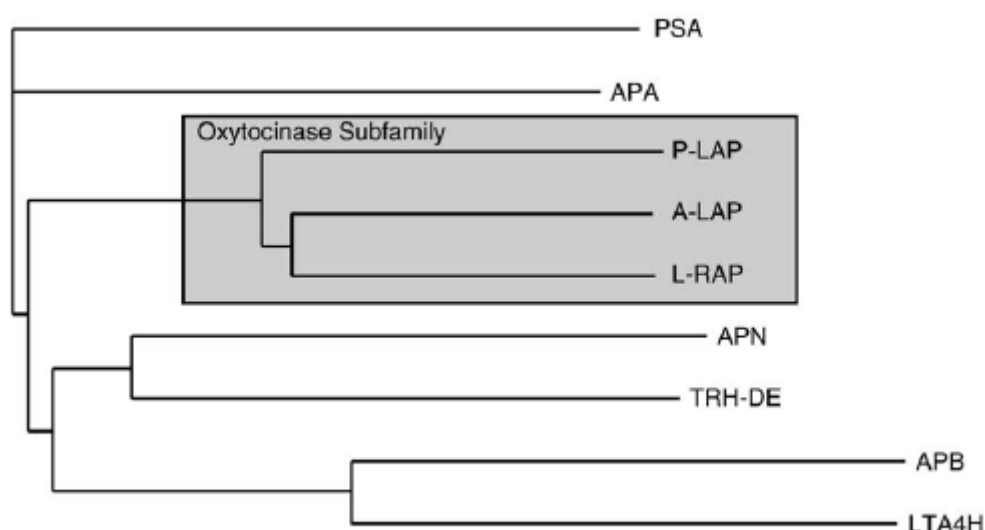 PSA
APA
Oxytocinase Subfamily
P-LAP
A-LAP
L-RAP
APN
TRH-DE
APB
LTA4H